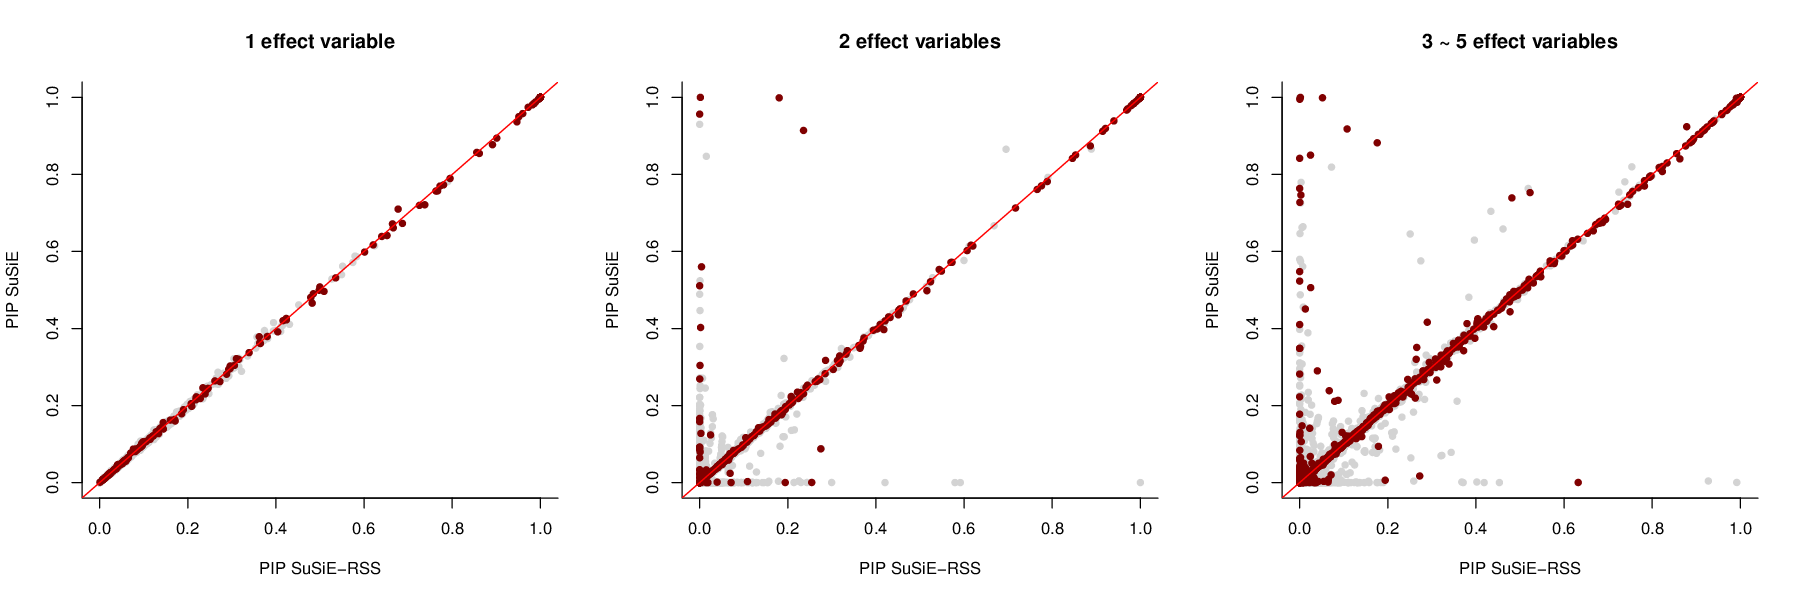 1 effect variable
PIP SuSiE
1.0
0.8
0.6
0.4
0.2
0.0
0.0 0.2 0.4 0.6 0.8 1.0
PIP SuSiE−RSS
2 effect variables
PIP SuSiE
1.0
0.8
0.6
0.4
0.2
0.0
0.0 0.2 0.4 0.6 0.8 1.0
PIP SuSiE−RSS
3 ~ 5 effect variables
PIP SuSiE
1.0
0.8
0.6
0.4
0.2
0.0
0.0 0.2 0.4 0.6 0.8 1.0
PIP SuSiE−RSS